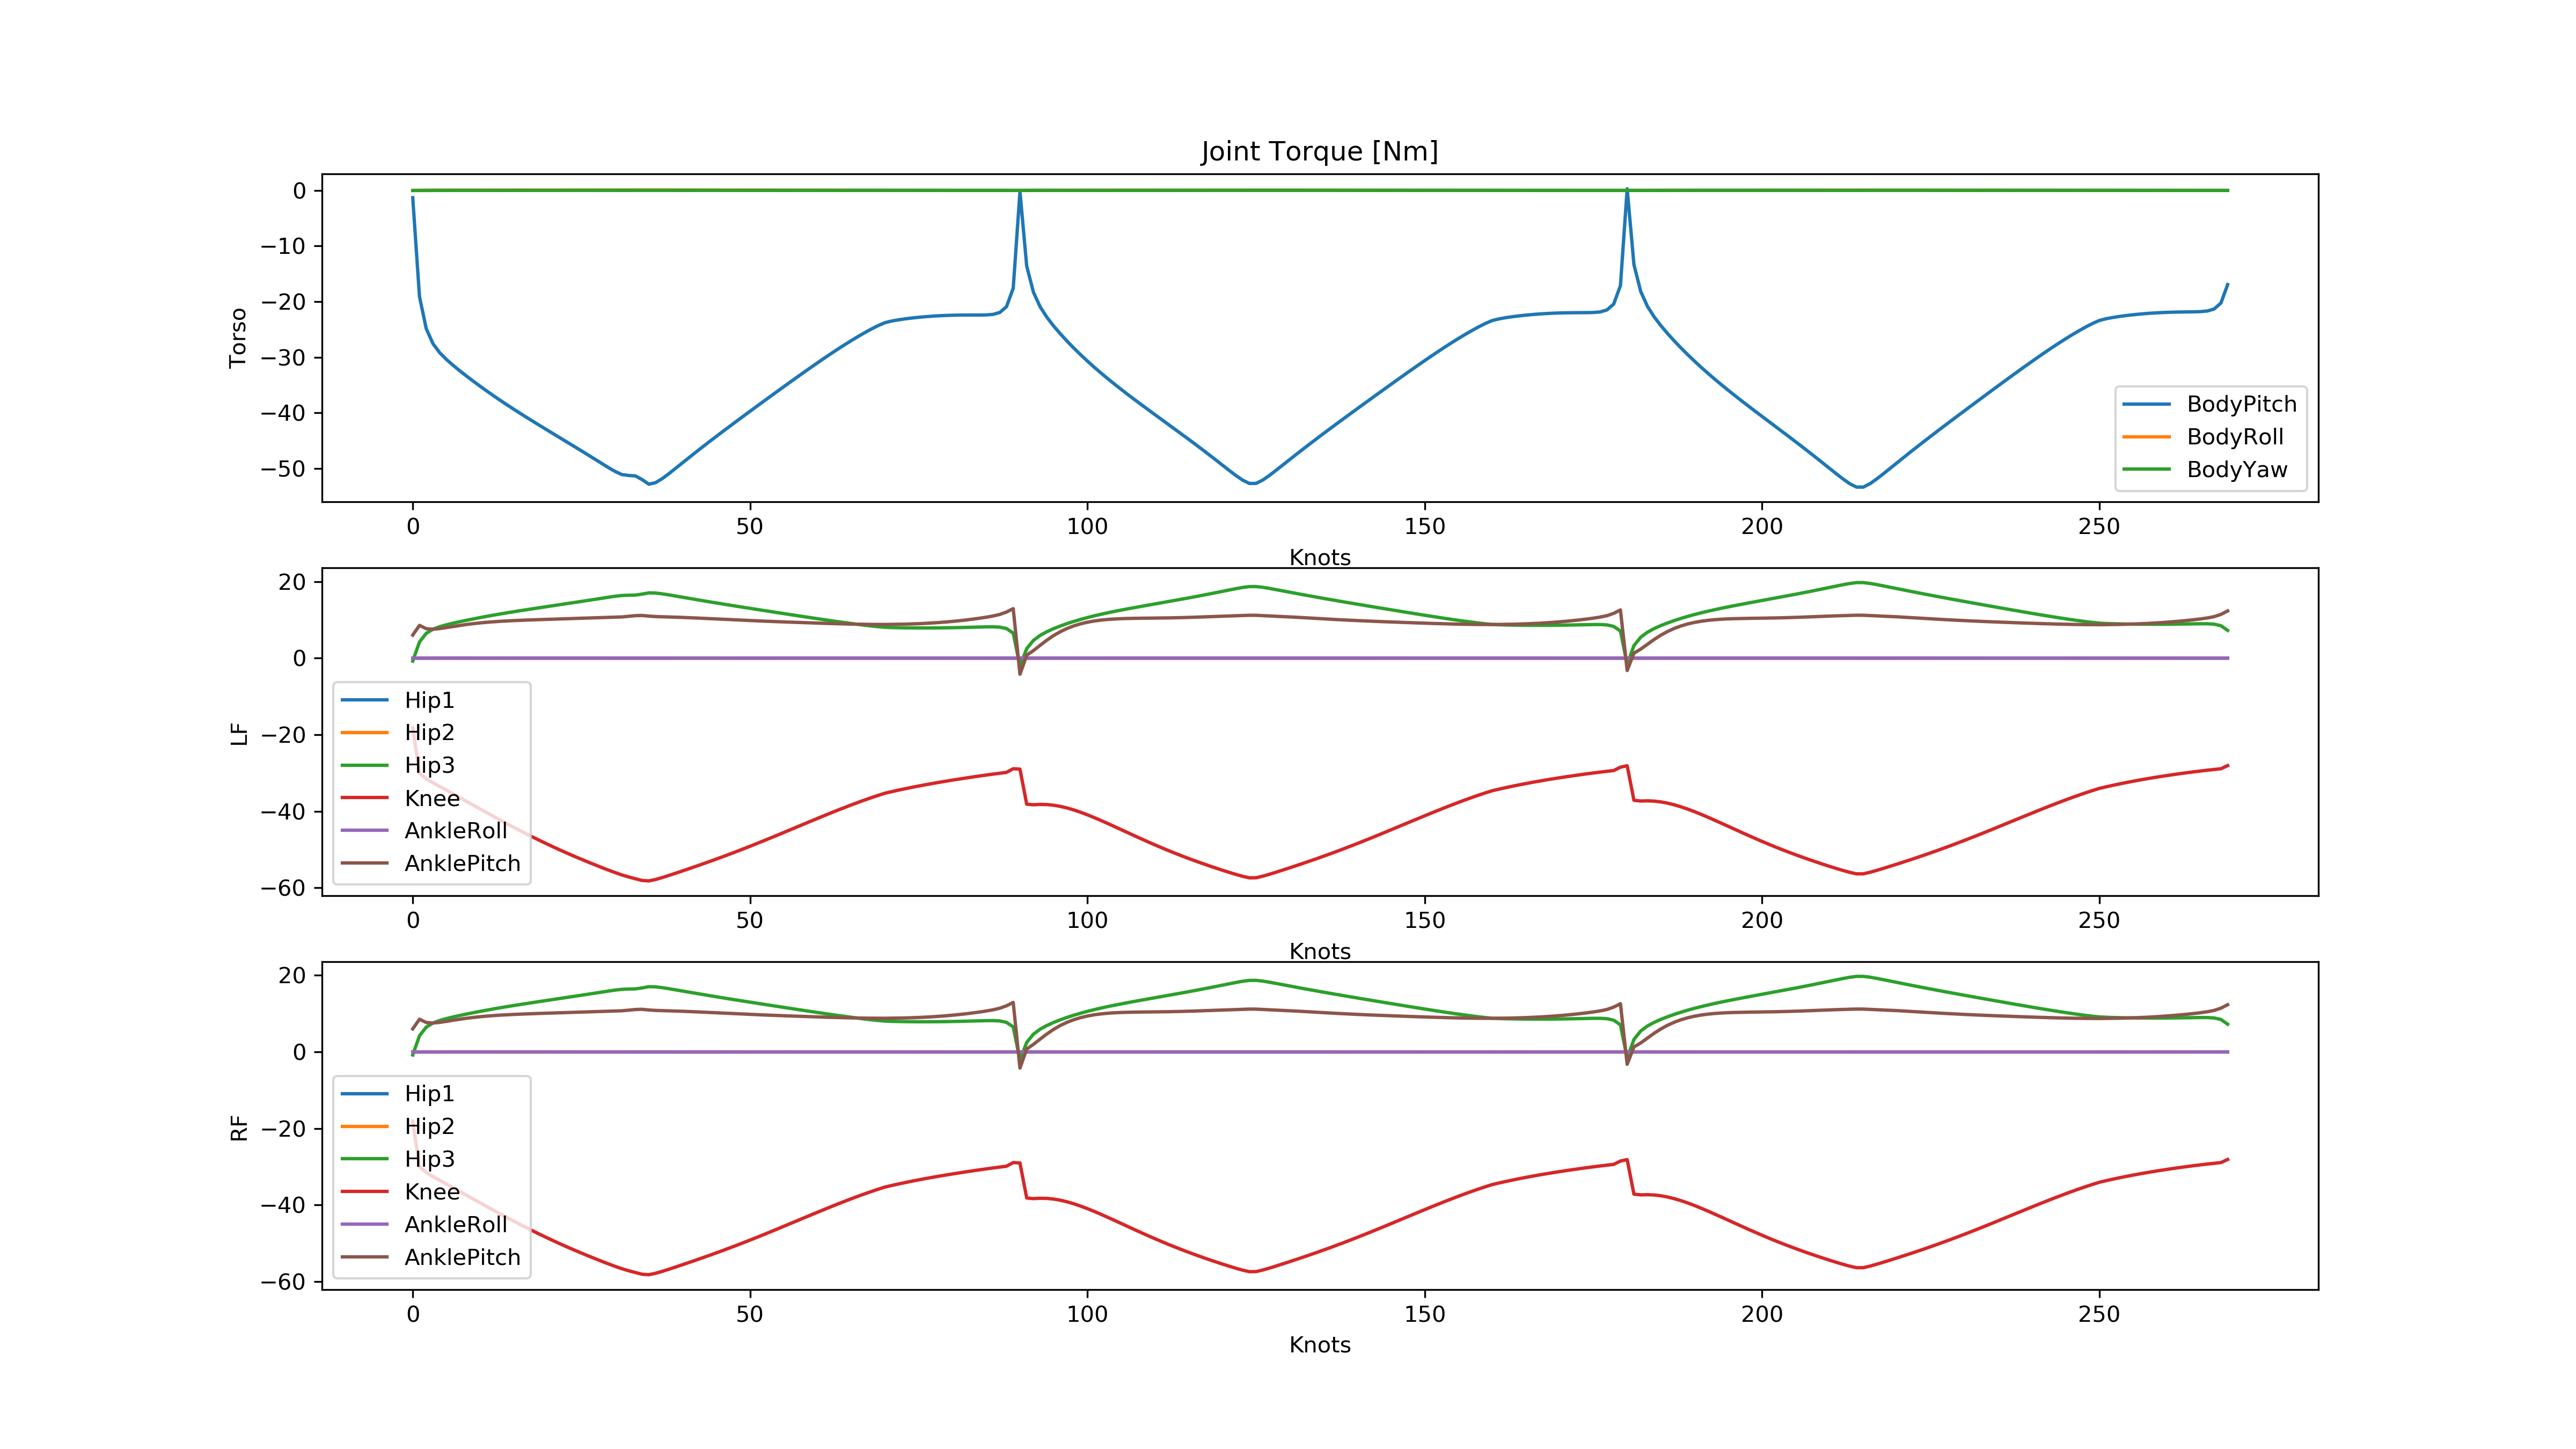 Joint Torque [Nm]
0
−10
−20
−30
−40
−50
Torso
BodyPitch
BodyRoll
BodyYaw
0 50 100 150 200 250
Knots
20
0
−20
−40
−60
LF
Hip1
Hip2
Hip3
Knee
AnkleRoll
AnklePitch
0 50 100 150 200 250
Knots
20
0
−20
−40
−60
RF
Hip1
Hip2
Hip3
Knee
AnkleRoll
AnklePitch
0 50 100 150 200 250
Knots